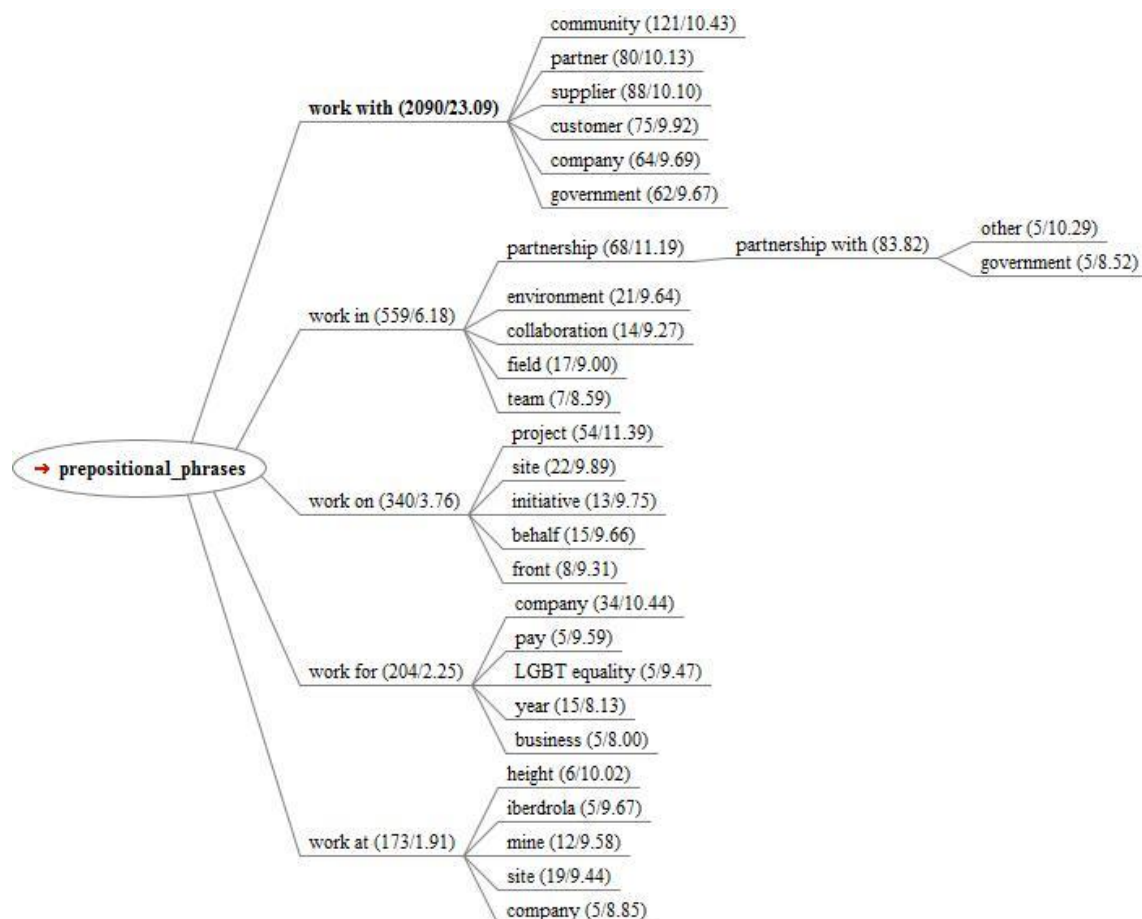 community (121/10.43)
partner (80/10.13)
supplier (88/10.10)
work with (2090/23.09)
customer (75/9.92)
company (64/9.69)
government (62/9.67)
other (5/10.29)
partnership (68/11.19)
partnership with (83.82)
government (5/8.52)
environment (21/9.64)
work in (559/6.18)
collaboration (14/9.27)
field (17/9.00)
team (7/8.59)
project (54/11.39)
→ prepositional_phrases
site (22/9.89)
work on (340/3.76)
initiative (13/9.75)
behalf (15/9.66)
front (8/9.31)
company (34/10.44)
pay (5/9.59)
work for (204/2.25)
LGBT equality (5/9.47)
year (15/8.13)
business (5/8.00)
height (6/10.02)
iberdrola (5/9.67)
work at (173/1.91)
mine (12/9.58)
site (19/9.44)
company (5/8.85)